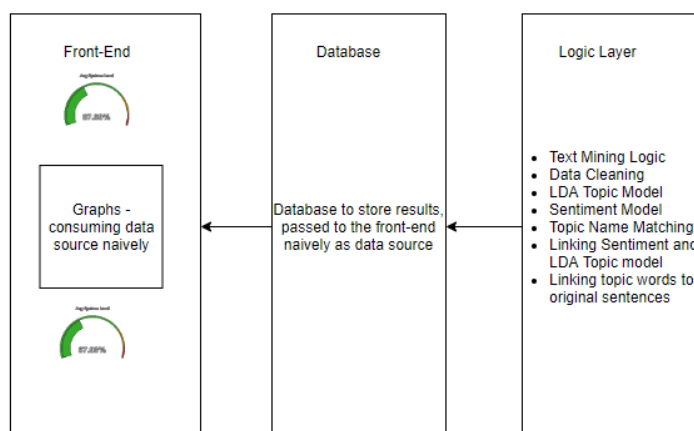 Front-End
Database
Logic Layer
Graphs -
consuming data
source naively
Database to store results,
passed to the front-end
naively as data source
Text Mining Logic
Data Cleaning
LDA Topic Model
Sentiment Model
Topic Name Matching
Linking Sentiment and
LDA Topic model
Linking topic words to
original sentences